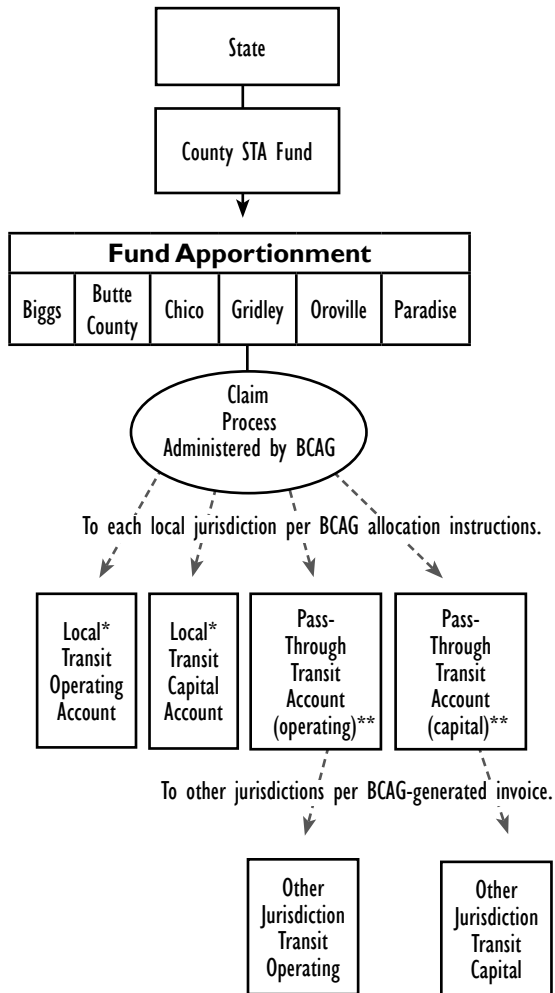 State
County STA Fund
Fund Apportionment
Biggs
Butte
County
Chico
Gridley
Oroville
Paradise
Claim
Process
Administered by BCAG
To each local jurisdiction per BCAG allocation instructions.
Local*
Transit
Operating
Account
Local*
Transit
Capital
Account
Pass-
Through
Transit
Account
(operating)**
Pass-
Through
Transit
Account
(capital)**
To other jurisdictions per BCAG-generated invoice.
Other
Jurisdiction
Transit
Operating
Other
Jurisdiction
Transit
Capital